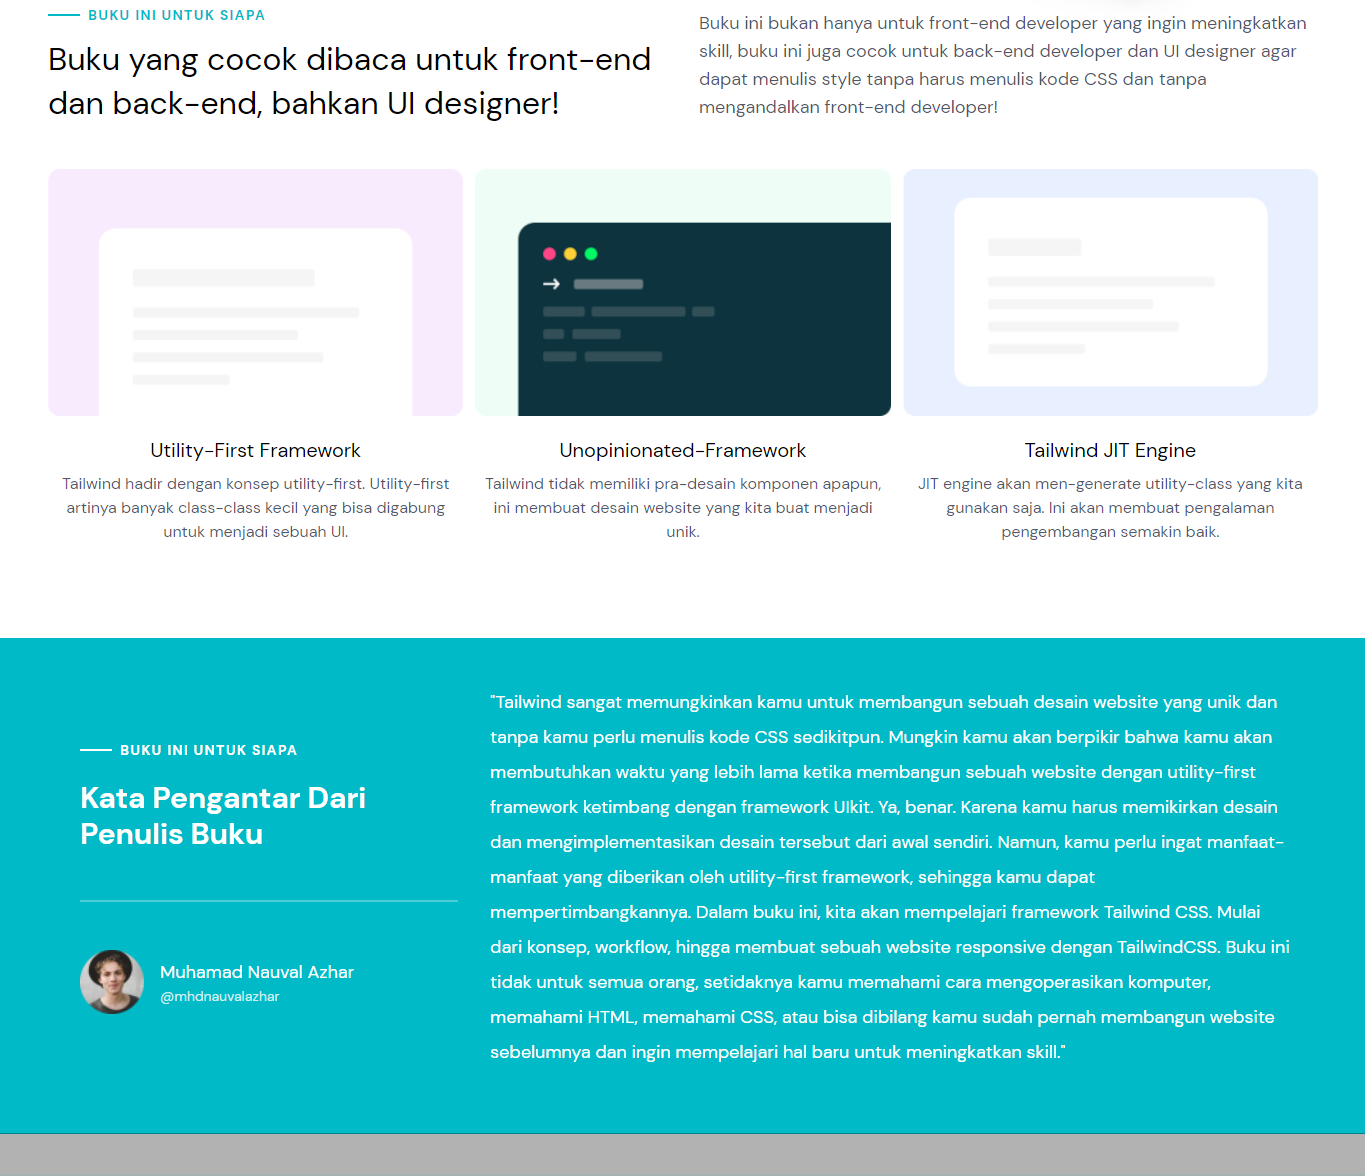 BUKU INI UNTUK SIAPA
Buku yang cocok dibaca untuk front-end
dan back-end, bahkan UI designer!
Buku ini bukan hanya untuk front-end developer yang ingin meningkatkan
skill, buku ini juga cocok untuk back-end developer dan UI designer agar
dapat menulis style tanpa harus menulis kode CSS dan tanpa
mengandalkan front-end developer!
Utility-First Framework
Tailwind hadir dengan konsep utility-first. Utility-first
artinya banyak class-class kecil yang bisa digabung
untuk menjadi sebuah UI.
Unopinionated-Framework
Tailwind tidak memiliki pra-desain komponen apapun,
ini membuat desain website yang kita buat menjadi
unik.
Tailwind JIT Engine
JIT engine akan men-generate utility-class yang kita
gunakan saja. Ini akan membuat pengalaman
pengembangan semakin baik.
BUKU INI UNTUK SIAPA
Kata Pengantar Dari
Penulis Buku
Muhamad Nauval Azhar
@mhdnauvalazhar
"Tailwind sangat memungkinkan kamu untuk membangun sebuah desain website yang unik dan
tanpa kamu perlu menulis kode CSS sedikitpun. Mungkin kamu akan berpikir bahwa kamu akan
membutuhkan waktu yang lebih lama ketika membangun sebuah website dengan utility-first
framework ketimbang dengan framework UIkit. Ya, benar. Karena kamu harus memikirkan desain
dan mengimplementasikan desain tersebut dari awal sendiri. Namun, kamu perlu ingat manfaat-
manfaat yang diberikan oleh utility-first framework, sehingga kamu dapat
mempertimbangkannya. Dalam buku ini, kita akan mempelajari framework Tailwind CSS. Mulai
dari konsep, workflow, hingga membuat sebuah website responsive dengan TailwindCSS. Buku ini
tidak untuk semua orang, setidaknya kamu memahami cara mengoperasikan komputer,
memahami HTML, memahami CSS, atau bisa dibilang kamu sudah pernah membangun website
sebelumnya dan ingin mempelajari hal baru untuk meningkatkan skill."